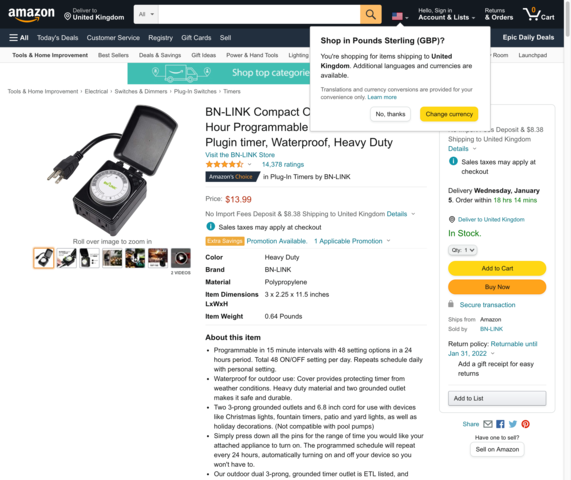 amazon
Deliver to
United Kingdom
All
Hello, Sign in
Account & Lists
Returns
& Orders
0
Cart
All
Today's Deals
Customer Service
Registry
Gift Cards
Sell
Epic Daily Deals
Tools & Home Improvement
Best Sellers
Deals & Savings
Gift Ideas
Power & Hand Tools
Lighting
Room
Launchpad
Shop in Pounds Sterling (GBP)?
You're shopping for items shipping to United
Kingdom. Additional languages and currencies are
available.
Translations and currency conversions are provided for your
convenience only. Learn more
No, thanks
Change currency
Shop top categories
Tools & Home Improvement › Electrical › Switches & Dimmers › Plug-In Switches › Timers
Roll over image to zoom in
2 VIDEOS
BN-LINK Compact
Hour Programmable
Plugin timer, Waterproof, Heavy Duty
Visit the BN-LINK Store
14,378 ratings
Amazon's Choice
in Plug-In Timers by BN-LINK
Price: $13.99
No Import Fees Deposit & $8.38 Shipping to United Kingdom Details
Sales taxes may apply at checkout
Extra Savings Promotion Available. 1 Applicable Promotion
Color Heavy Duty
Brand BN-LINK
Material Polypropylene
Item Dimensions 3 x 2.25 x 11.5 inches
LxWxH
Item Weight 0.64 Pounds
About this item
• Programmable in 15 minute intervals with 48 setting options in a 24
hours period. Total 48 ON/OFF setting per day. Repeats schedule daily
with personal setting.
• Waterproof for outdoor use: Cover provides protecting timer from
weather conditions. Heavy duty material and two grounded outlet
makes it safe and durable.
• Two 3-prong grounded outlets and 6.8 inch cord for use with devices
like Christmas lights, fountain timers, patio and yard lights, as well as
holiday decorations. (Not compatible with pool pumps)
• Simply press down all the pins for the range of time you would like your
attached appliance to turn on. The programmed schedule will repeat
every 24 hours, automatically turning on and off your device so you
won't have to.
• Our outdoor dual 3-prong, grounded timer outlet is ETL listed, and
Deposit & $8.38
Shipping to United Kingdom
Details
Sales taxes may apply at
checkout
Delivery Wednesday, January
5. Order within 18 hrs 14 mins
Deliver to United Kingdom
In Stock.
Qty: 1
Add to Cart
Buy Now
Secure transaction
Ships from Amazon
Sold by BN-LINK
Return policy: Returnable until
Jan 31, 2022
Add a gift receipt for easy
returns
Add to List
Share
Have one to sell?
Sell on Amazon